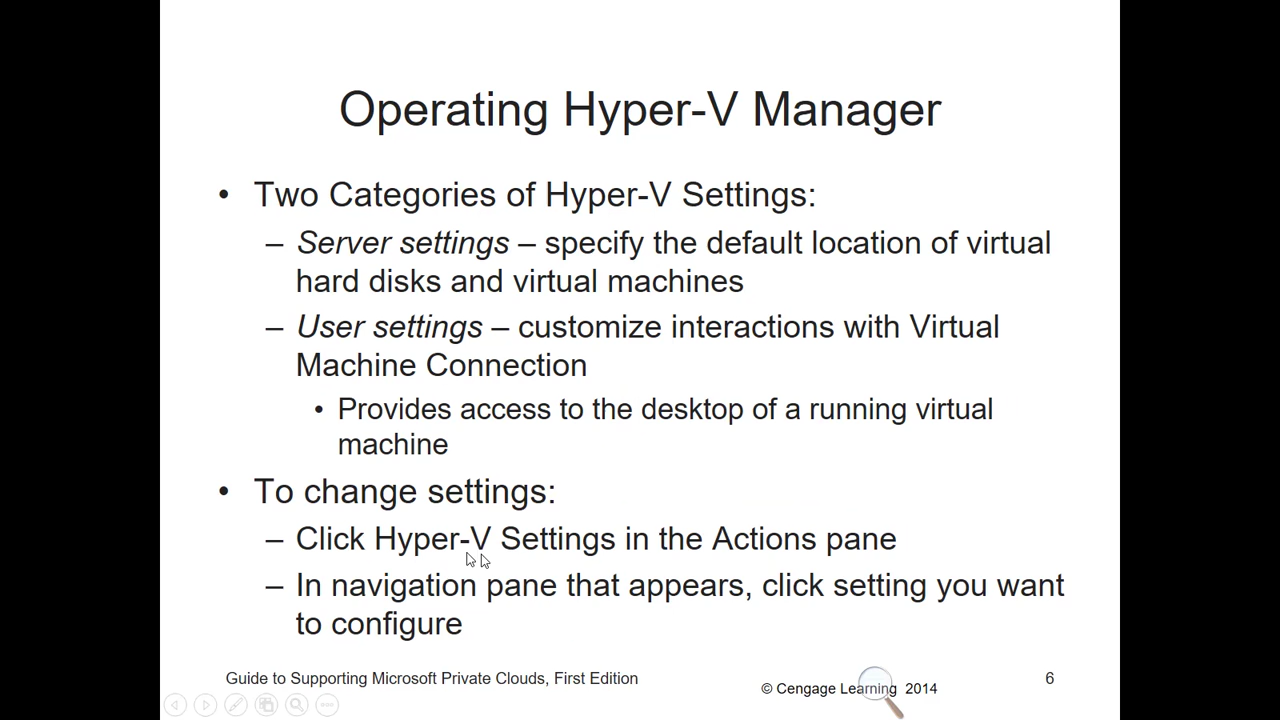 Operating Hyper-V Manager
• Two Categories of Hyper-V Settings:
– Server settings – specify the default location of virtual
hard disks and virtual machines
– User settings – customize interactions with Virtual
Machine Connection
• Provides access to the desktop of a running virtual
machine
• To change settings:
– Click Hyper-V Settings in the Actions pane
– In navigation pane that appears, click setting you want
to configure
Guide to Supporting Microsoft Private Clouds, First Edition
© Cengage Learning 2014
6